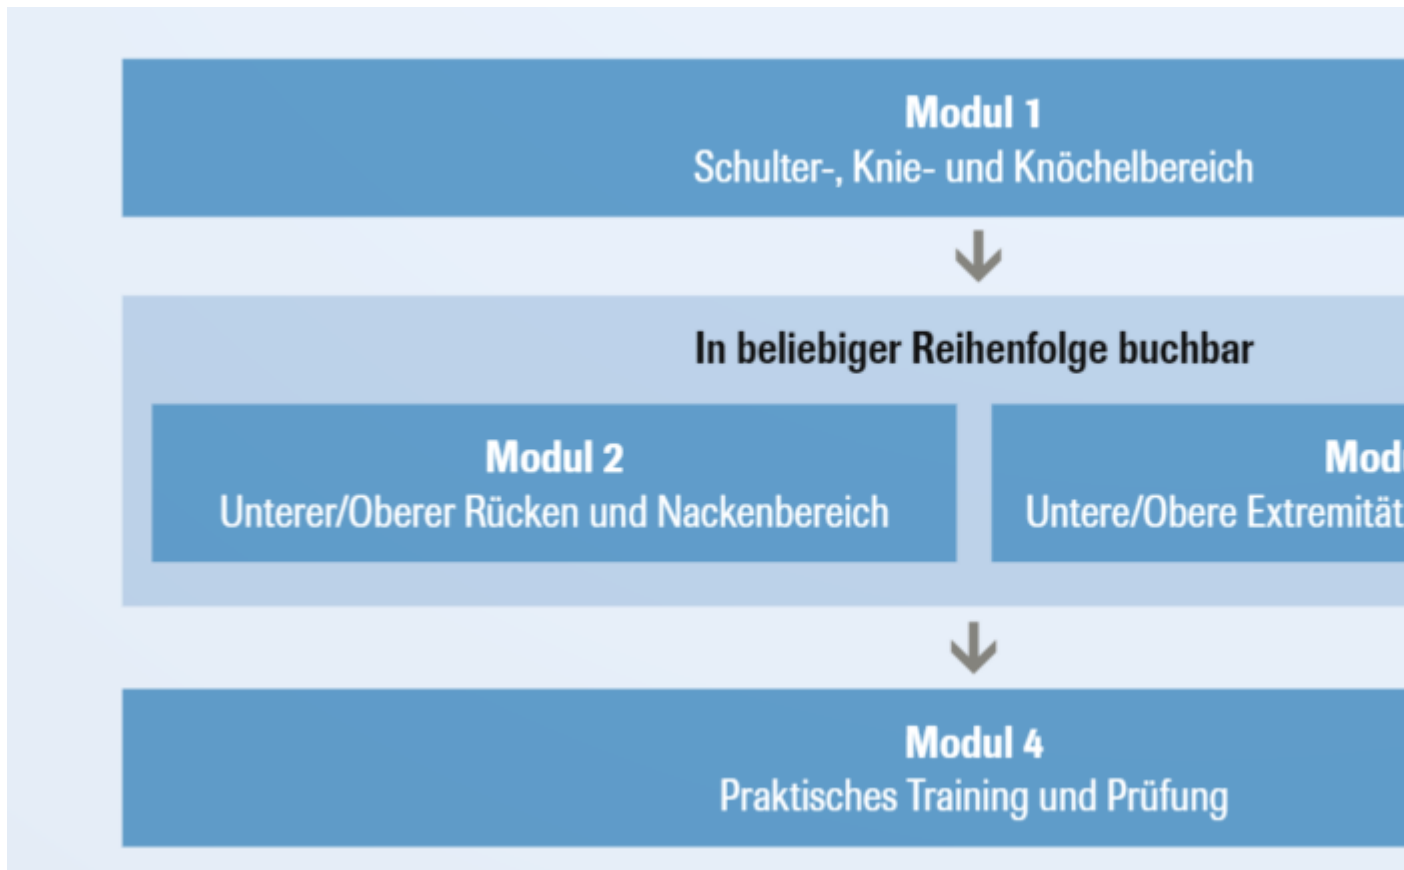 Modul 1
Schulter-, Knie- und Knöchelbereich
In beliebiger Reihenfolge buchbar
Modul 2
Unterer/Oberer Rücken und Nackenbereich
Untere/Obere
Modul 4
Praktisches Training und Prüfung